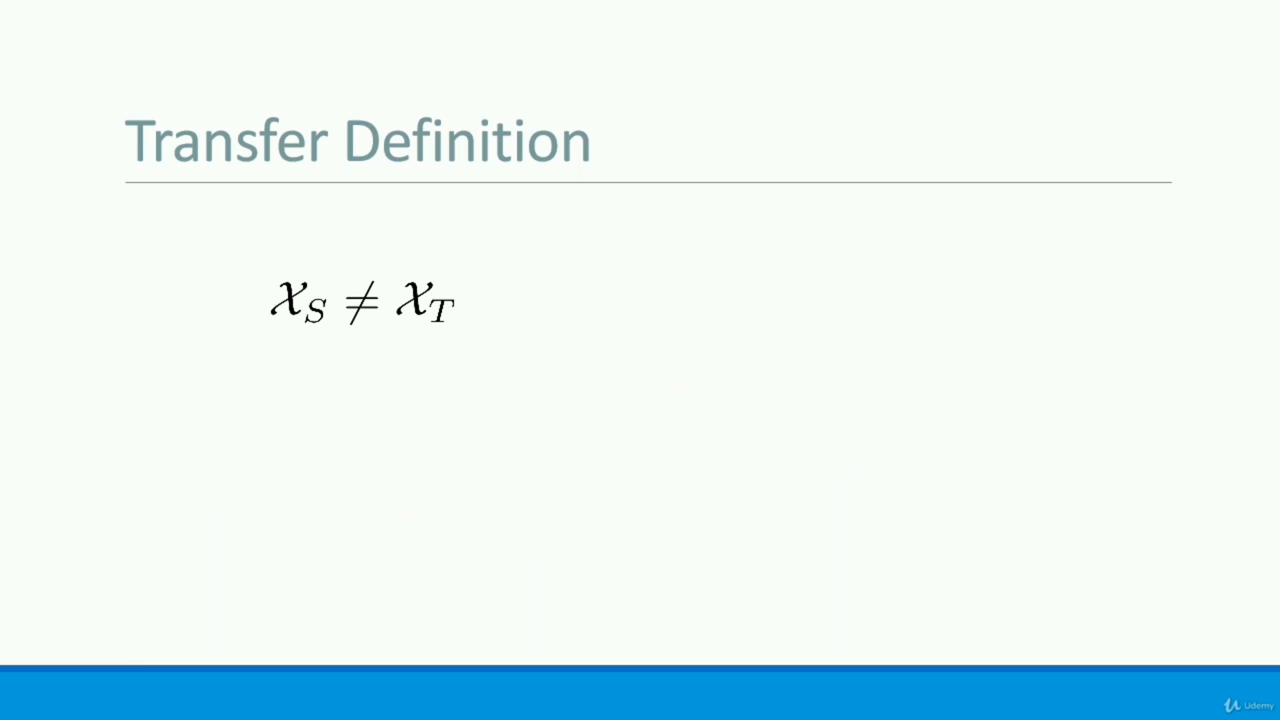 Transfer Definition
𝒳_S ≠ 𝒳_T
Udemy